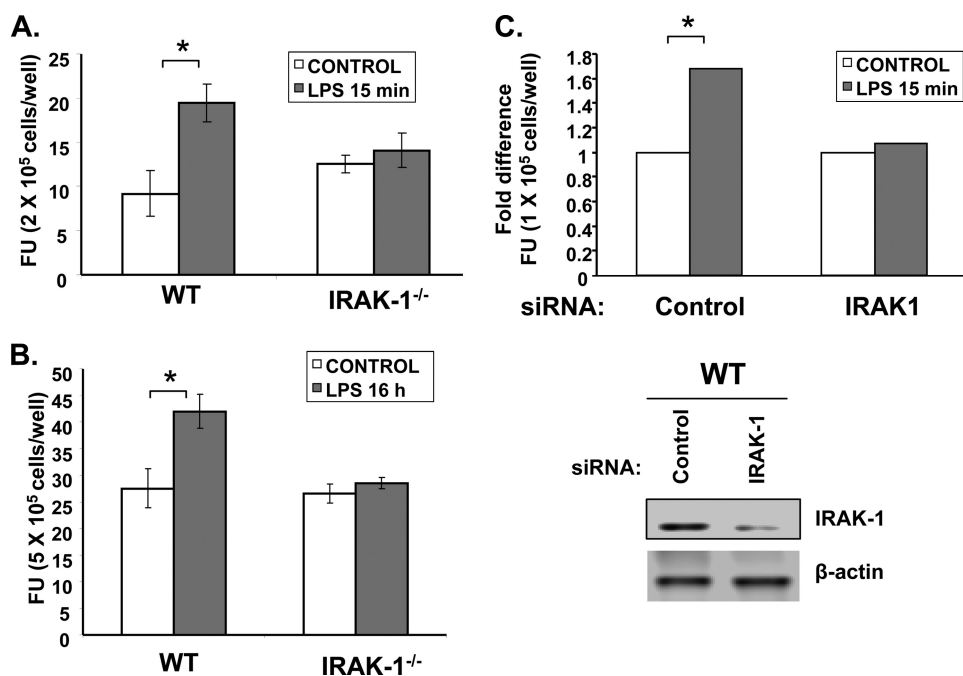 A.
*
CONTROL
LPS 15 min
FU (2 X 10⁵ cells/well)
25
20
15
10
5
0
WT
IRAK-1⁻/⁻
B.
*
CONTROL
LPS 16 h
FU (5 X 10⁵ cells/well)
50
45
40
35
30
25
20
15
10
5
0
WT
IRAK-1⁻/⁻
C.
*
CONTROL
LPS 15 min
Fold difference
FU (1 X 10⁵ cells/well)
1.8
1.6
1.4
1.2
1
0.8
0.6
0.4
0.2
0
siRNA: Control IRAK1
WT
siRNA: Control IRAK-1
IRAK-1
β-actin